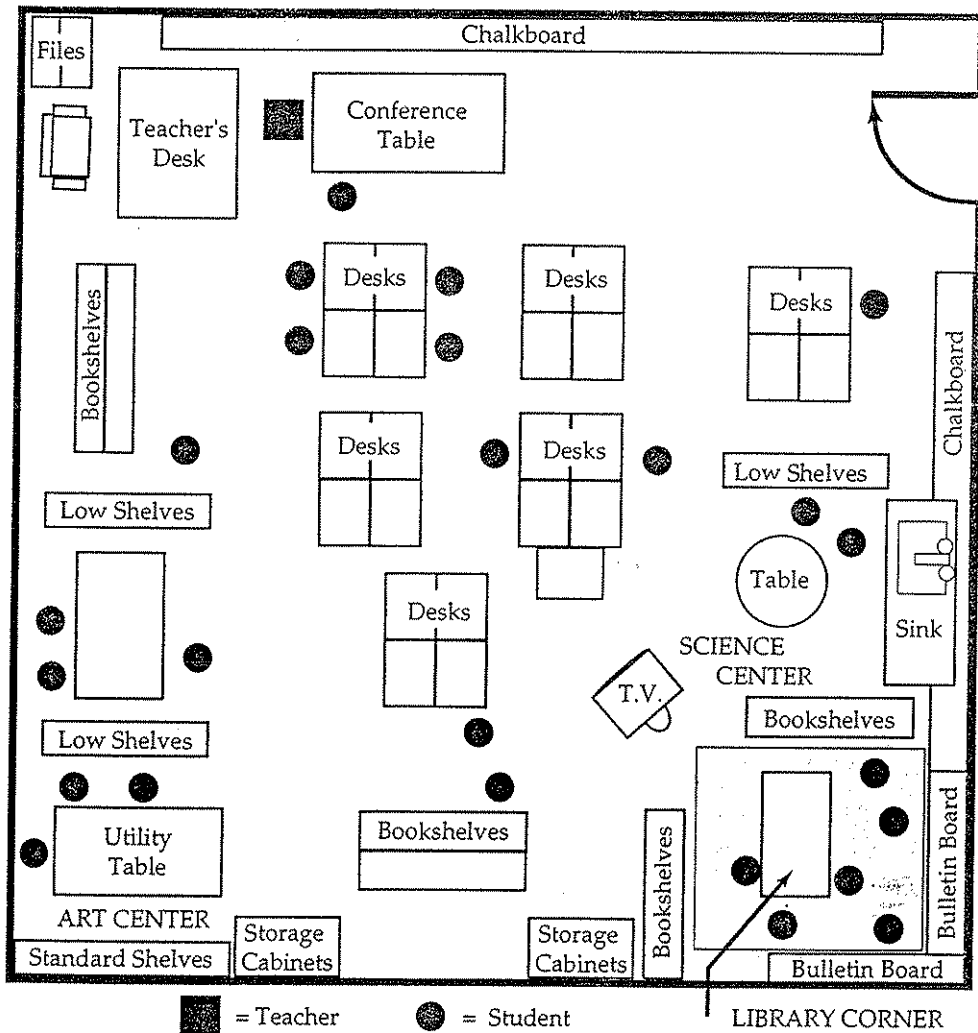 Chalkboard
Files
Teacher's
Desk
Conference
Table
Bookshelves
Desks
Desks
Desks
Chalkboard
Desks
Desks
Low Shelves
Low Shelves
Table
Sink
Desks
SCIENCE
CENTER
T.V.
Low Shelves
Bookshelves
Utility
Table
Bookshelves
Bookshelves
Bulletin Board
ART CENTER
Standard Shelves
Storage
Cabinets
Storage
Cabinets
Bulletin Board
= Teacher
= Student
LIBRARY CORNER